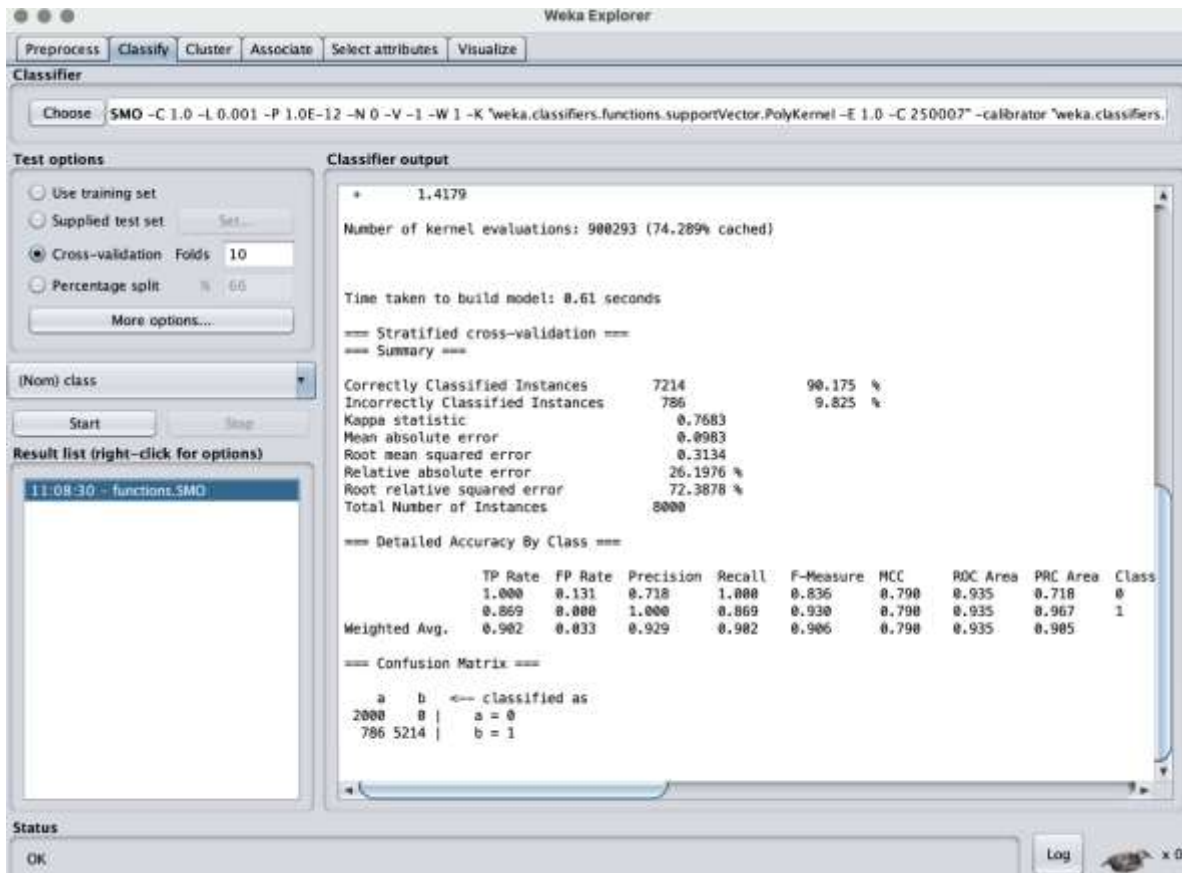 Weka Explorer
Preprocess Classify Cluster Associate Select attributes Visualize
Classifier
Choose SMO -C 1.0 -L 0.001 -P 1.0E-12 -N 0 -V -1 -W 1 -K "weka.classifiers.functions.supportVector.PolyKernel -E 1.0 -C 250007" -calibrator "weka.classifiers.
Test options
Use training set
Supplied test set Set...
Cross-validation Folds 10
Percentage split % 66
More options...
(Nom) class
Start Stop
Result list (right-click for options)
11:08:30 - functions.SMO
Classifier output
+ 1.4179
Number of kernel evaluations: 900293 (74.289% cached)
Time taken to build model: 0.61 seconds
=== Stratified cross-validation ===
=== Summary ===
Correctly Classified Instances 7214 90.175 %
Incorrectly Classified Instances 786 9.825 %
Kappa statistic 0.7683
Mean absolute error 0.0983
Root mean squared error 0.3134
Relative absolute error 26.1976 %
Root relative squared error 72.3878 %
Total Number of Instances 8000
=== Detailed Accuracy By Class ===
TP Rate FP Rate Precision Recall F-Measure MCC ROC Area PRC Area Class
1.000 0.131 0.718 1.000 0.836 0.790 0.935 0.718 0
0.869 0.000 1.000 0.869 0.930 0.790 0.935 0.967 1
Weighted Avg. 0.902 0.033 0.929 0.902 0.906 0.790 0.935 0.905
=== Confusion Matrix ===
a b <-- classified as
2000 0 | a = 0
786 5214 | b = 1
Status
OK
Log x 0